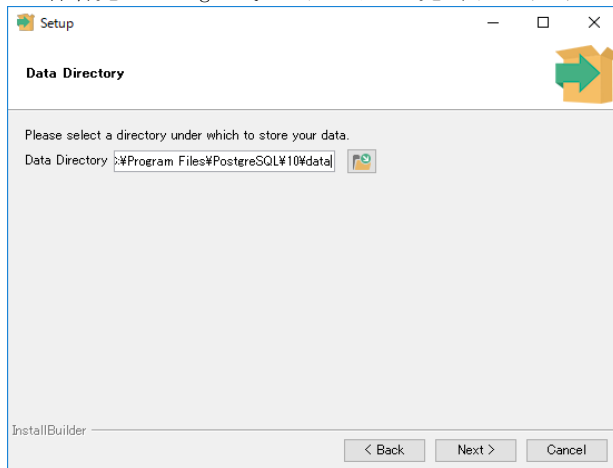 Setup
Data Directory
Please select a directory under which to store your data.
Data Directory :¥Program Files¥PostgreSQL¥10¥data
InstallBuilder
< Back Next > Cancel